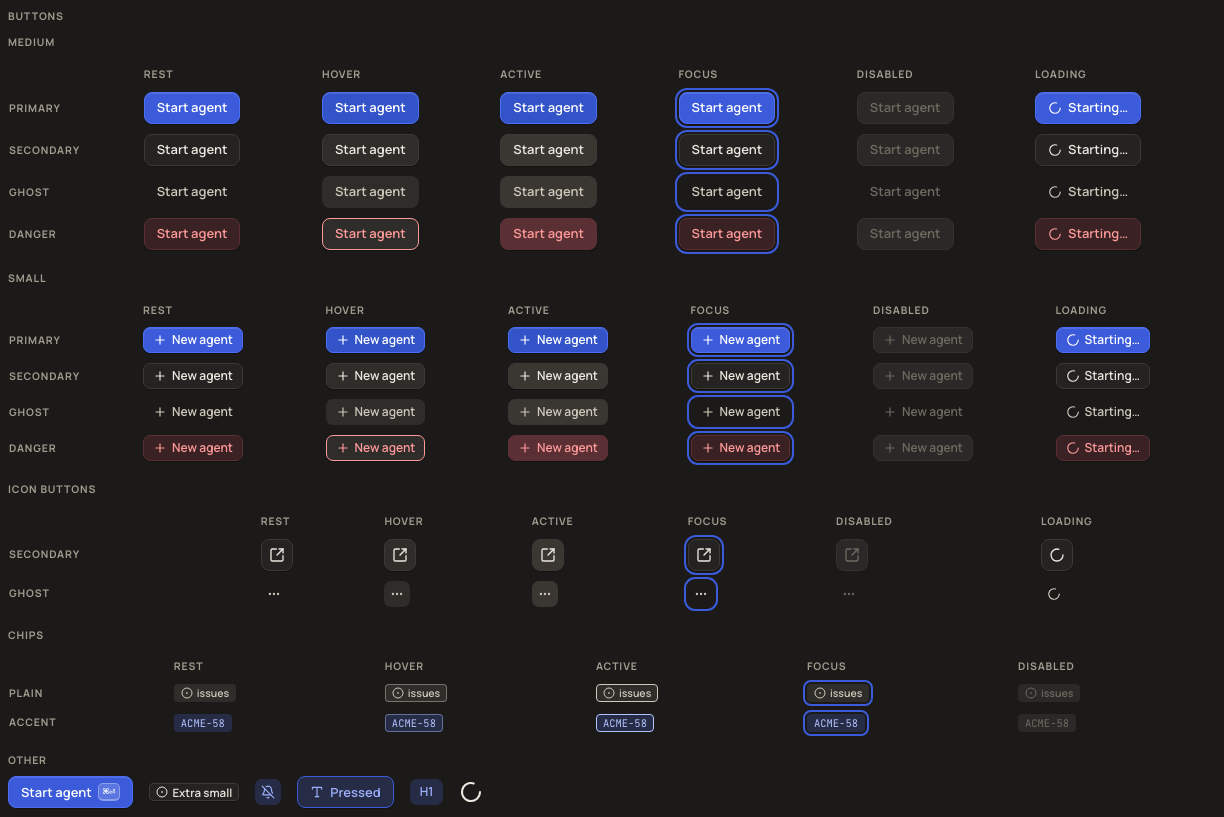 BUTTONS
MEDIUM
REST HOVER ACTIVE FOCUS DISABLED LOADING
PRIMARY Start agent Start agent Start agent Start agent Start agent Starting...
SECONDARY Start agent Start agent Start agent Start agent Start agent Starting...
GHOST Start agent Start agent Start agent Start agent Start agent Starting...
DANGER Start agent Start agent Start agent Start agent Start agent Starting...
SMALL
REST HOVER ACTIVE FOCUS DISABLED LOADING
PRIMARY New agent New agent New agent New agent New agent Starting...
SECONDARY New agent New agent New agent New agent New agent Starting...
GHOST New agent New agent New agent New agent New agent Starting...
DANGER New agent New agent New agent New agent New agent Starting...
ICON BUTTONS
REST HOVER ACTIVE FOCUS DISABLED LOADING
SECONDARY
GHOST
CHIPS
REST HOVER ACTIVE FOCUS DISABLED
PLAIN issues issues issues issues issues
ACCENT ACME-58 ACME-58 ACME-58 ACME-58 ACME-58
OTHER
Start agent ⌘⏎ Extra small Pressed H1